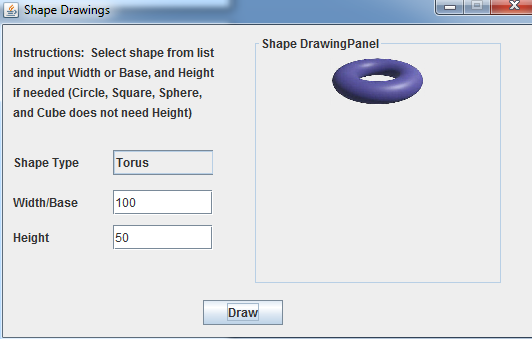 Shape Drawings
Instructions: Select shape from list
and input Width or Base, and Height
if needed (Circle, Square, Sphere,
and Cube does not need Height)
Shape Type
Torus
Width/Base
100
Height
50
Shape DrawingPanel
Draw